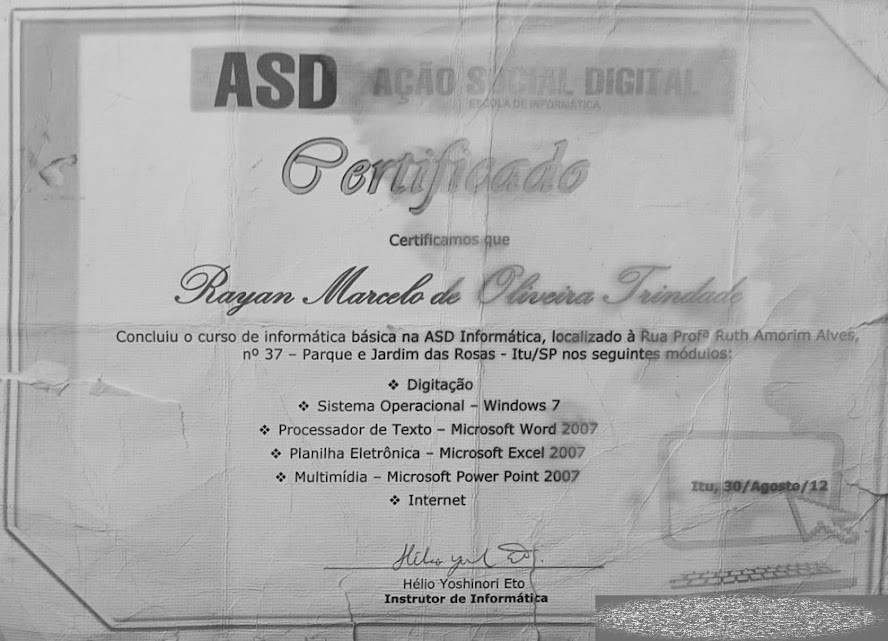 ASD AÇÃO SOCIAL DIGITAL
ESCOLA DE INFORMÁTICA
Certificado
Certificamos que
Rayan Marcelo de Oliveira Trindade
Concluiu o curso de informática básica na ASD Informática, localizado à Rua Profª Ruth Amorim Alves,
nº 37 – Parque e Jardim das Rosas - Itu/SP nos seguintes módulos:
❖ Digitação
❖ Sistema Operacional – Windows 7
❖ Processador de Texto – Microsoft Word 2007
❖ Planilha Eletrônica – Microsoft Excel 2007
❖ Multimídia – Microsoft Power Point 2007
❖ Internet
Itu, 30/Agosto/12
Hélio Yoshinori Eto
Instrutor de Informática